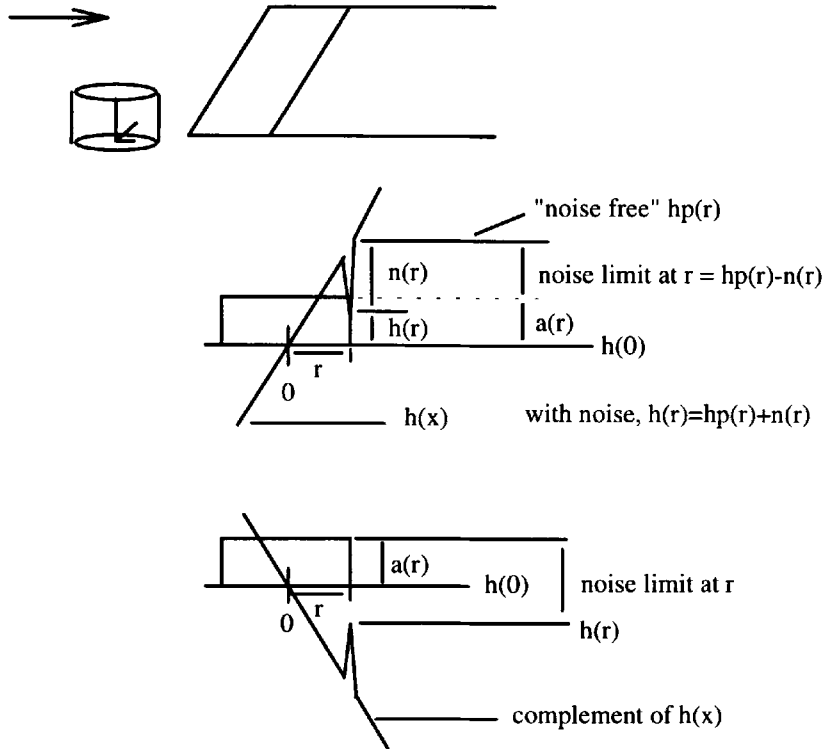 "noise free" hp(r)
n(r)
noise limit at r = hp(r)-n(r)
h(r)
a(r)
h(0)
r
0
h(x)
with noise, h(r)=hp(r)+n(r)
a(r)
h(0)
noise limit at r
r
0
h(r)
complement of h(x)